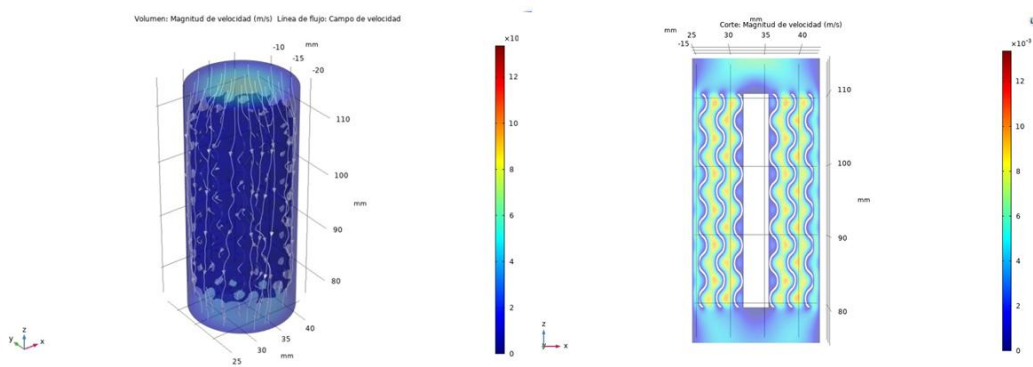 Volumen: Magnitud de velocidad (m/s) Línea de flujo: Campo de velocidad
mm
-10
-15
-20
110
100
mm
90
80
40
35
30
mm
25
z
y
x
×10
12
10
8
6
4
2
0
mm
Corte: Magnitud de velocidad (m/s)
mm
25
30
35
40
-15
110
100
mm
90
80
z
y
x
×10⁻³
12
10
8
6
4
2
0